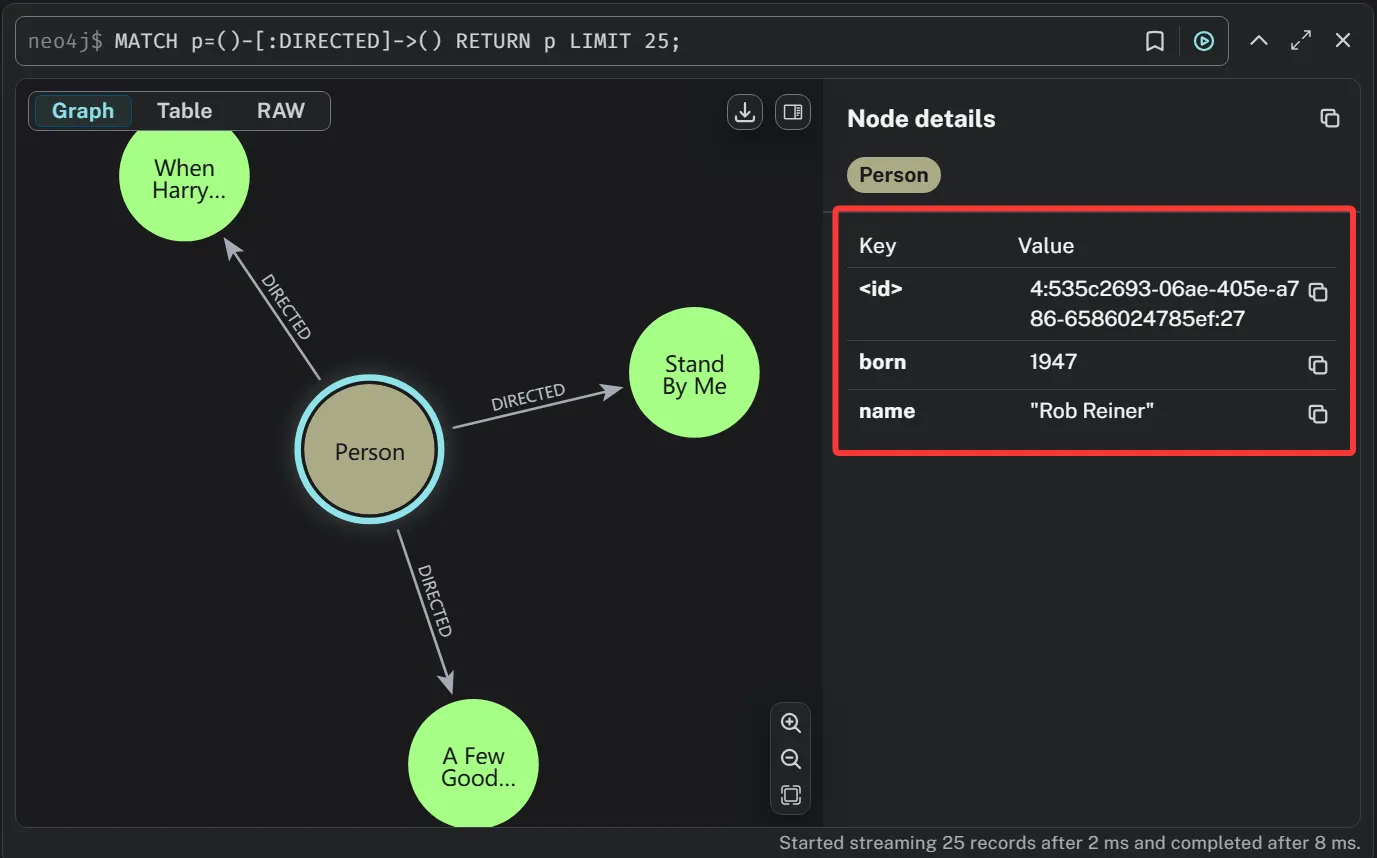 neo4j$ MATCH p=()-[:DIRECTED]->() RETURN p LIMIT 25;
Graph Table RAW
When
Harry...
DIRECTED
Stand
By Me
DIRECTED
Person
DIRECTED
A Few
Good...
Node details
Person
Key Value
<id> 4:535c2693-06ae-405e-a7
86-6586024785ef:27
born 1947
name "Rob Reiner"
Started streaming 25 records after 2 ms and completed after 8 ms.